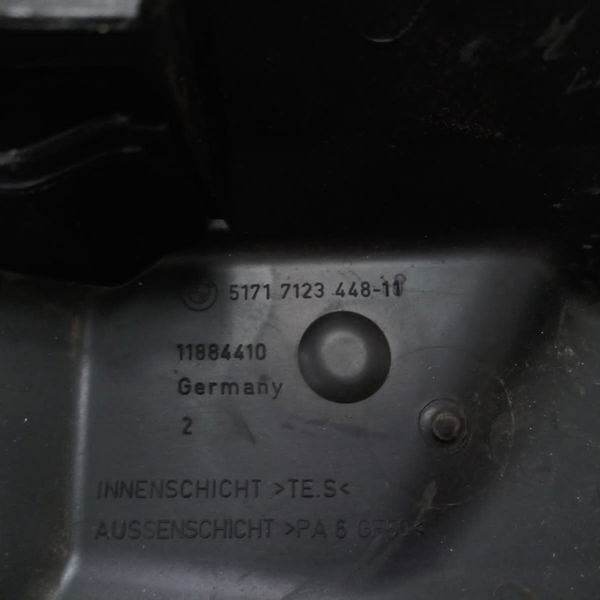 5171 7123 448-11
11884410
Germany
2
INNENSCHICHT >TE.S<
AUSSENSCHICHT >PA 6